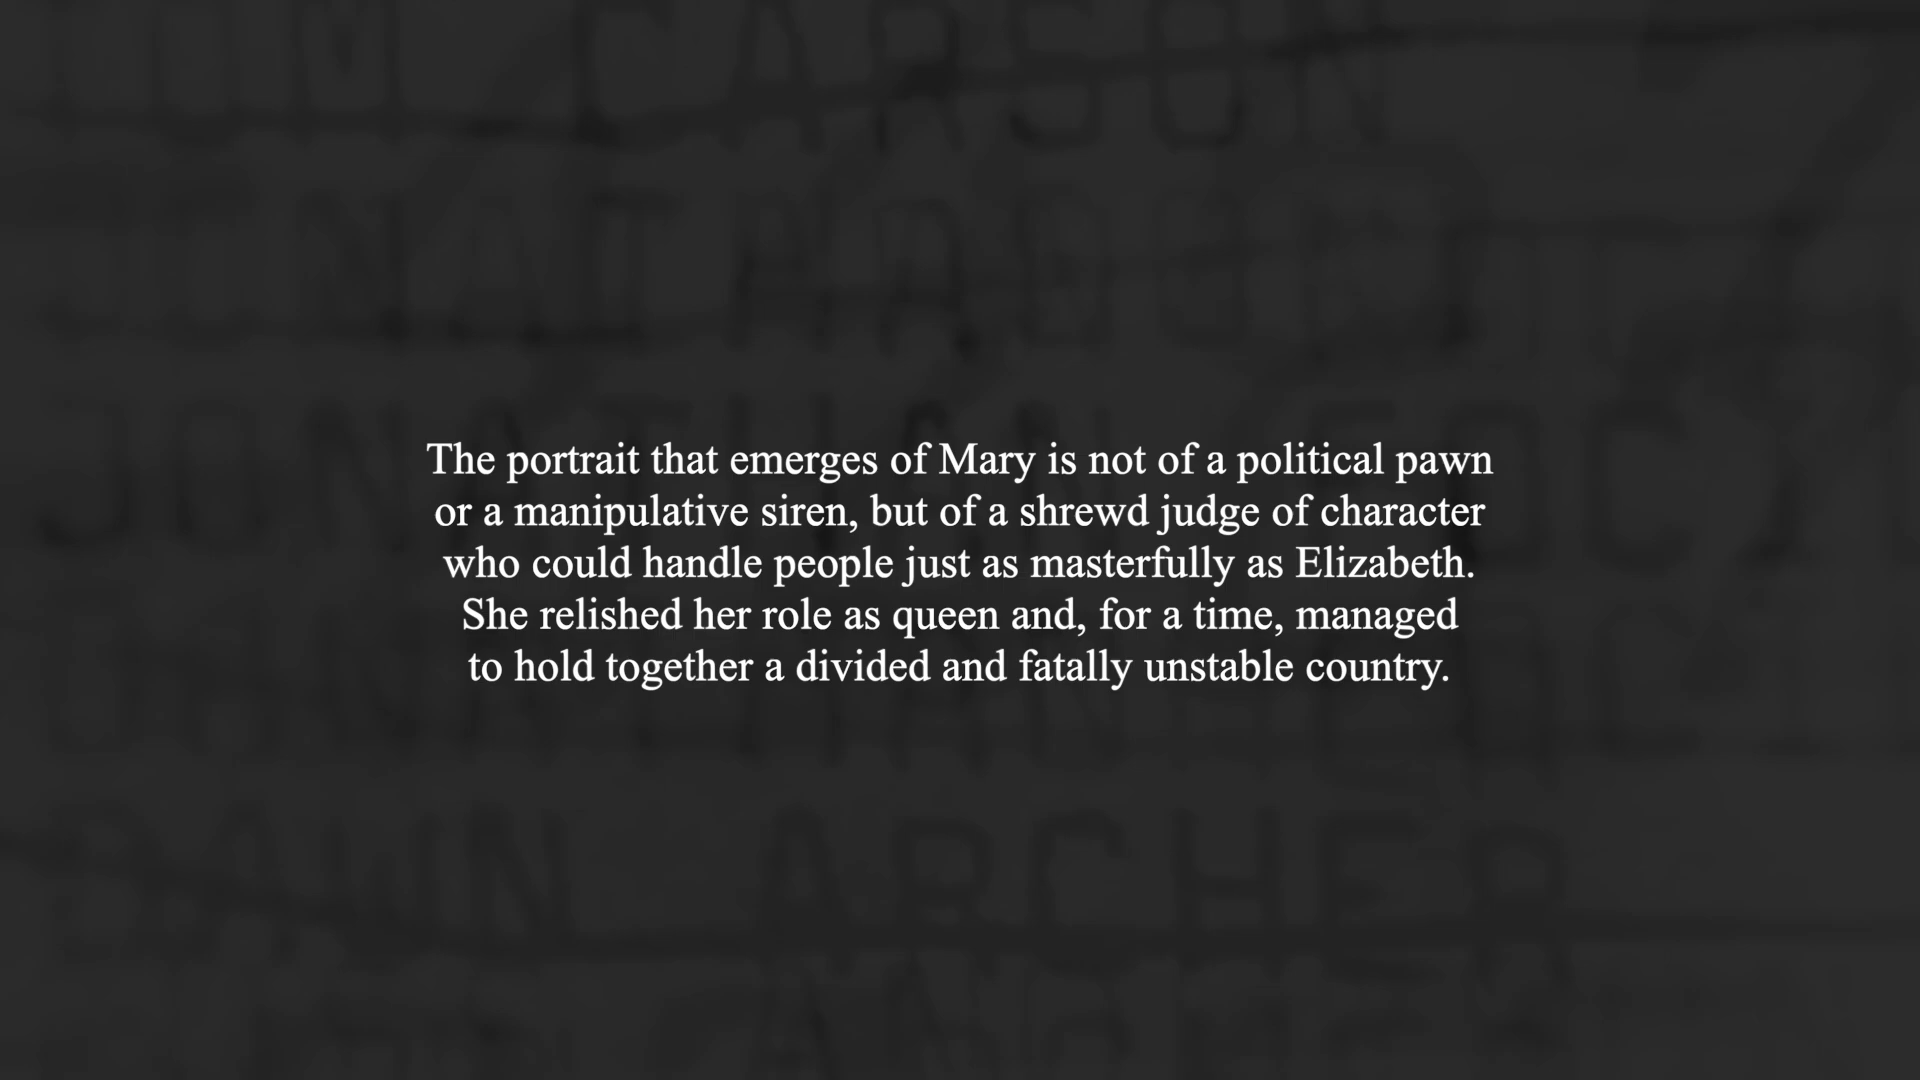 The portrait that emerges of Mary is not of a political pawn
or a manipulative siren, but of a shrewd judge of character
who could handle people just as masterfully as Elizabeth.
She relished her role as queen and, for a time, managed
to hold together a divided and fatally unstable country.